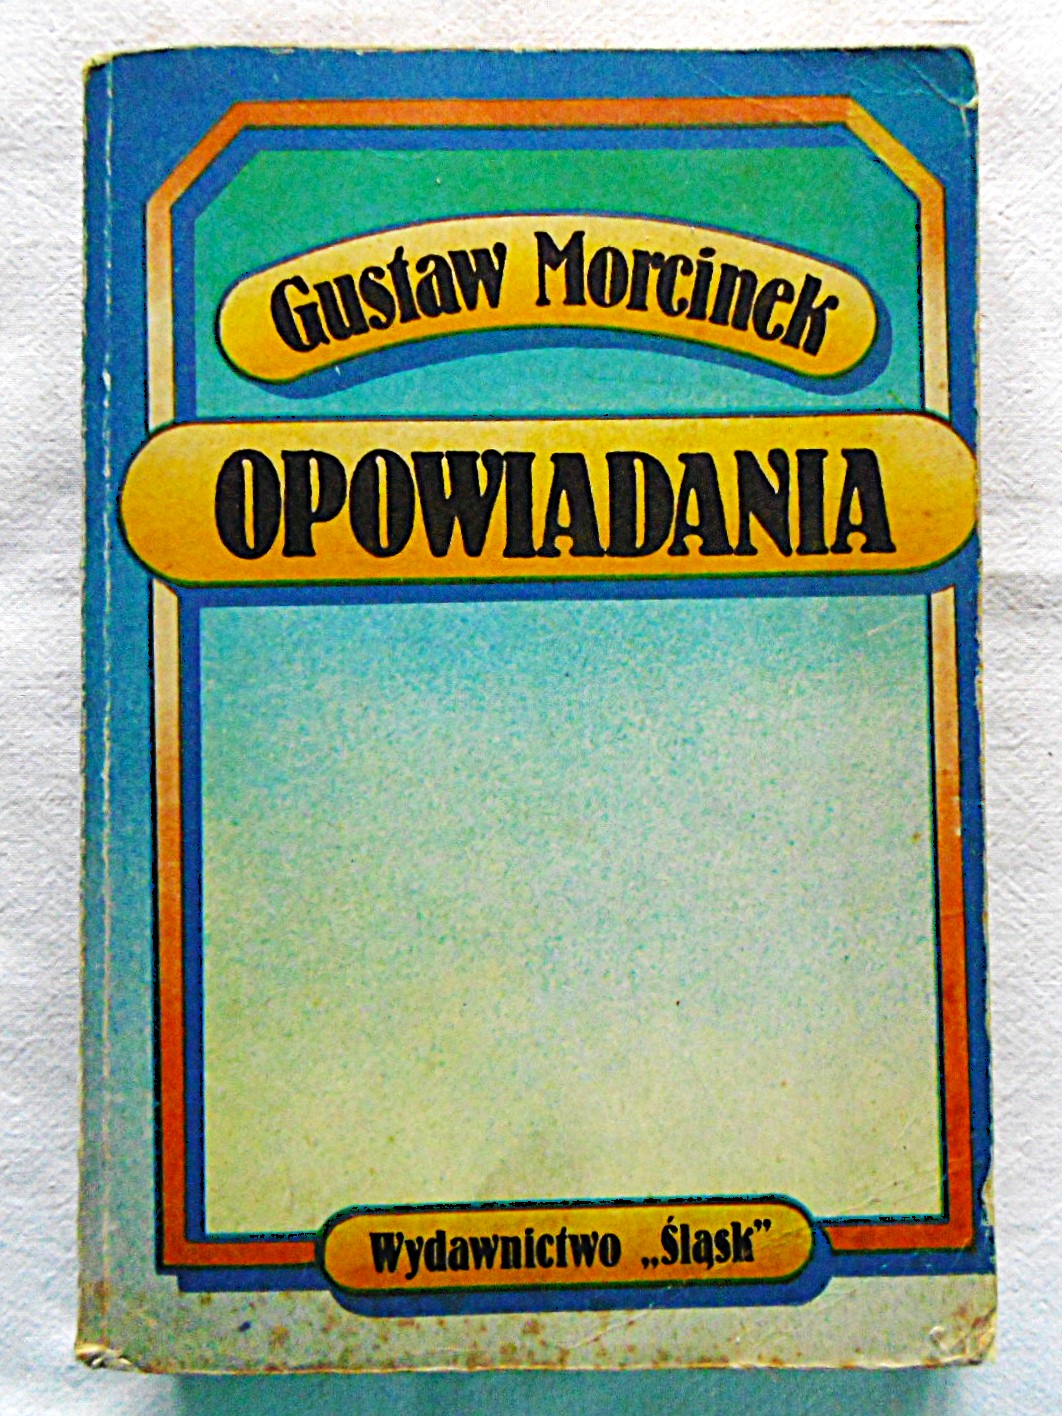 Gustaw Morcinek
OPOWIADANIA
Wydawnictwo „Śląsk”